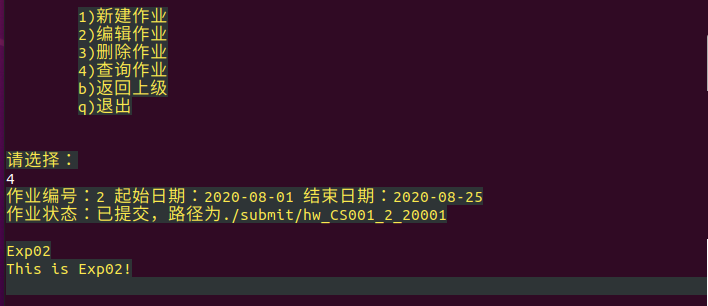 1)新建作业
2)编辑作业
3)删除作业
4)查询作业
b)返回上级
q)退出
请选择：
4
作业编号：2 起始日期：2020-08-01 结束日期：2020-08-25
作业状态：已提交，路径为./submit/hw_CS001_2_20001
Exp02
This is Exp02!